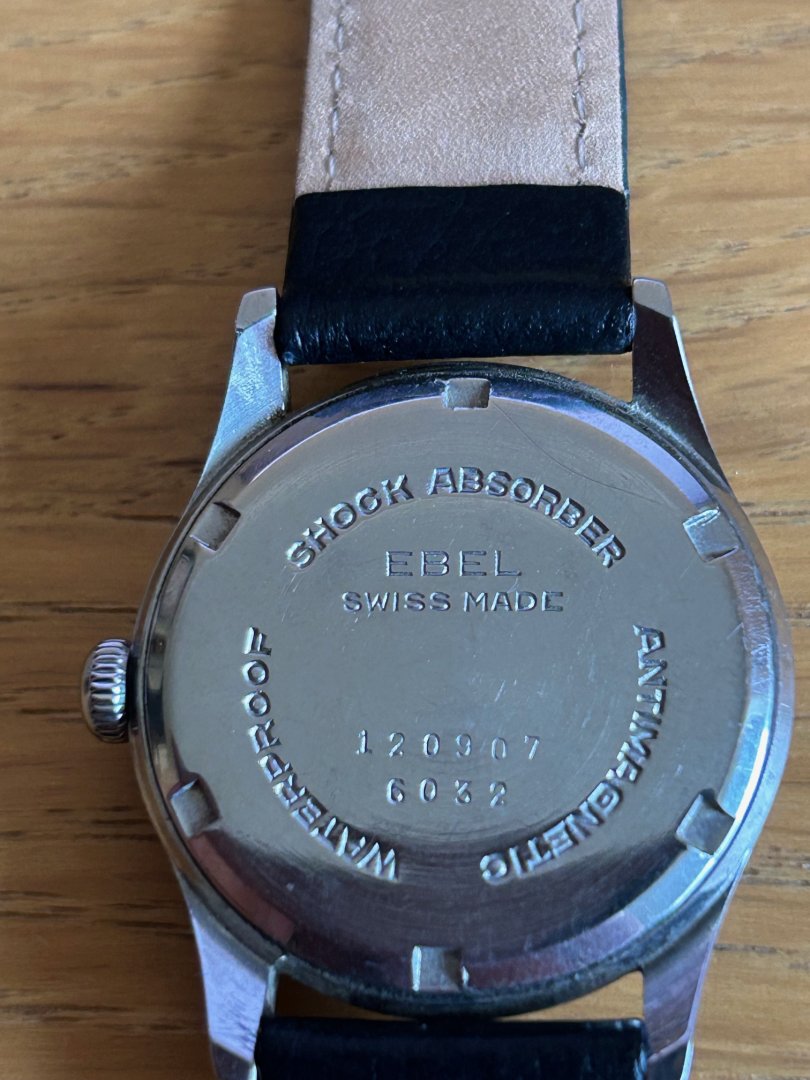 SHOCK ABSORBER
EBEL
SWISS MADE
WATERPROOF
ANTIMAGNETIC
120907
6032